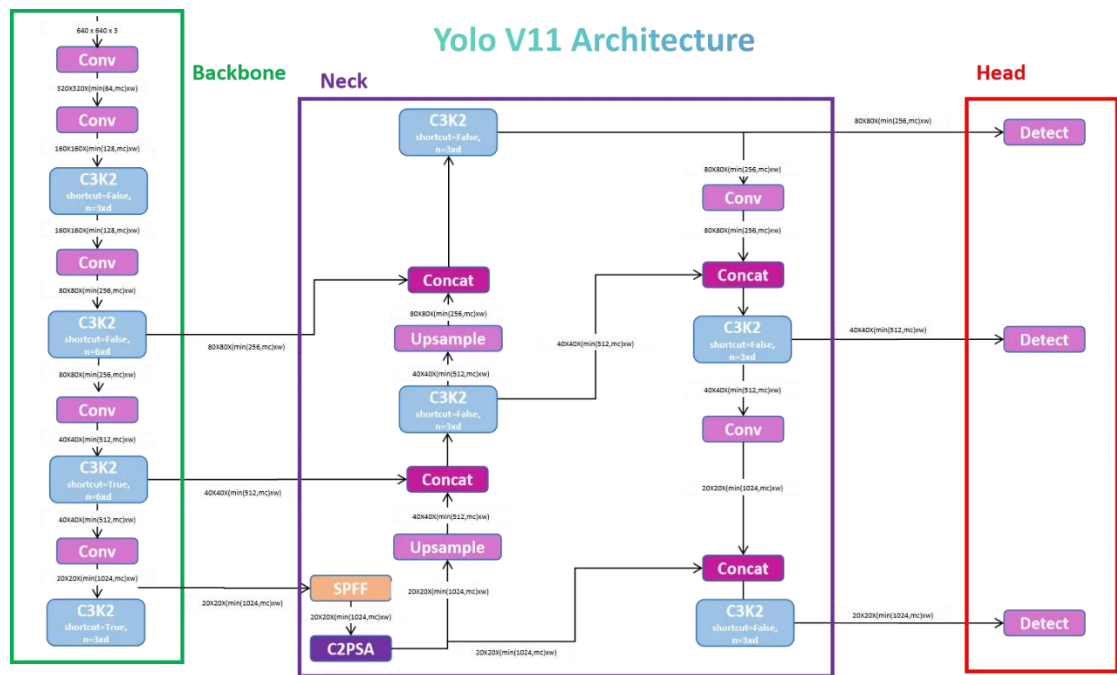 Yolo V11 Architecture
Backbone
640 x 640 x 3
Conv
320X320X(min(64,mc)xw)
Conv
160X160X(min(128,mc)xw)
C3K2
shortcut=False,
n=3xd
160X160X(min(128,mc)xw)
Conv
80X80X(min(256,mc)xw)
C3K2
shortcut=False,
n=6xd
80X80X(min(256,mc)xw)
Conv
40X40X(min(512,mc)xw)
C3K2
shortcut=True,
n=6xd
40X40X(min(512,mc)xw)
Conv
20X20X(min(1024,mc)xw)
C3K2
shortcut=True,
n=3xd
80X80X(min(256,mc)xw)
40X40X(min(512,mc)xw)
20X20X(min(1024,mc)xw)
Neck
C3K2
shortcut=False,
n=3xd
Concat
80X80X(min(256,mc)xw)
Upsample
40X40X(min(512,mc)xw)
C3K2
shortcut=False,
n=3xd
Concat
40X40X(min(512,mc)xw)
Upsample
20X20X(min(1024,mc)xw)
SPFF
20X20X(min(1024,mc)xw)
C2PSA
20X20X(min(1024,mc)xw)
40X40X(min(512,mc)xw)
80X80X(min(256,mc)xw)
Conv
80X80X(min(256,mc)xw)
Concat
C3K2
shortcut=False,
n=3xd
40X40X(min(512,mc)xw)
Conv
20X20X(min(1024,mc)xw)
Concat
C3K2
shortcut=False,
n=3xd
Head
80X80X(min(256,mc)xw)
Detect
40X40X(min(512,mc)xw)
Detect
20X20X(min(1024,mc)xw)
Detect